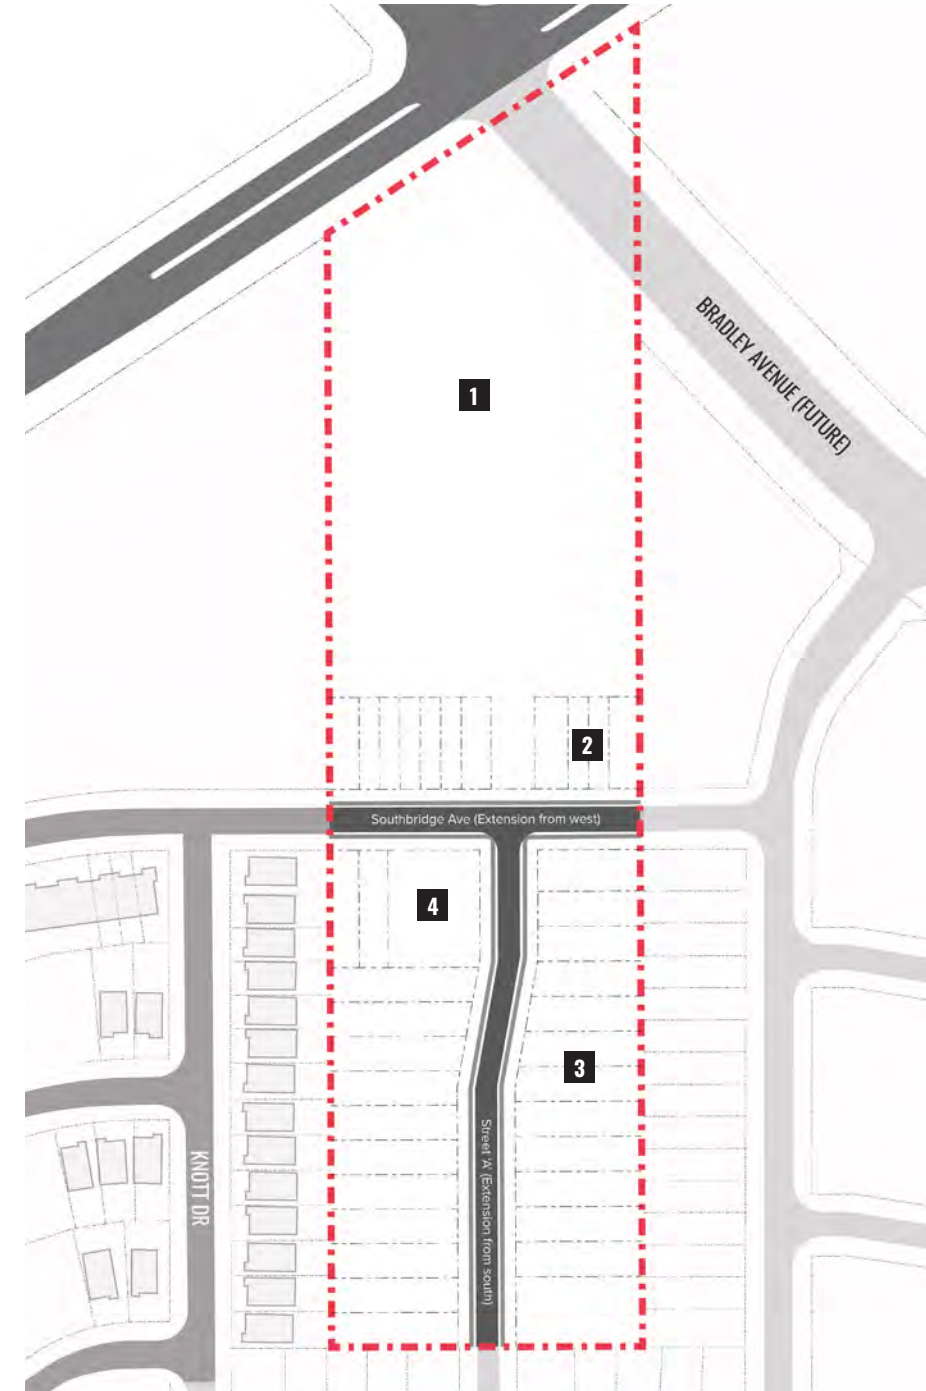 BRADLEY AVENUE (FUTURE)
1
2
Southbridge Ave (Extension from west)
4
3
Street 'A' (Extension from south)
KNOTT DR